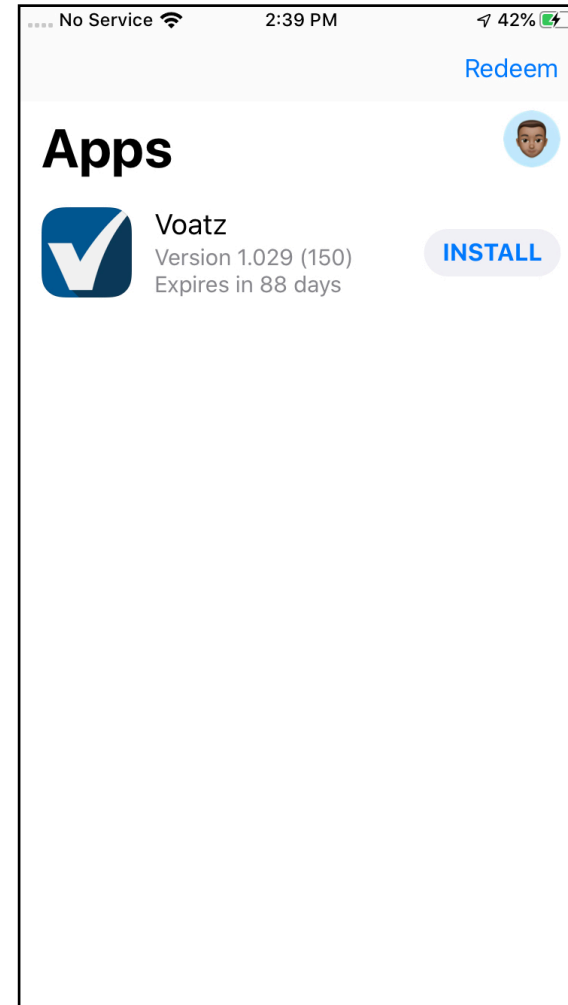 No Service 2:39 PM 42%
Redeem
Apps
Voatz
Version 1.029 (150)
Expires in 88 days
INSTALL